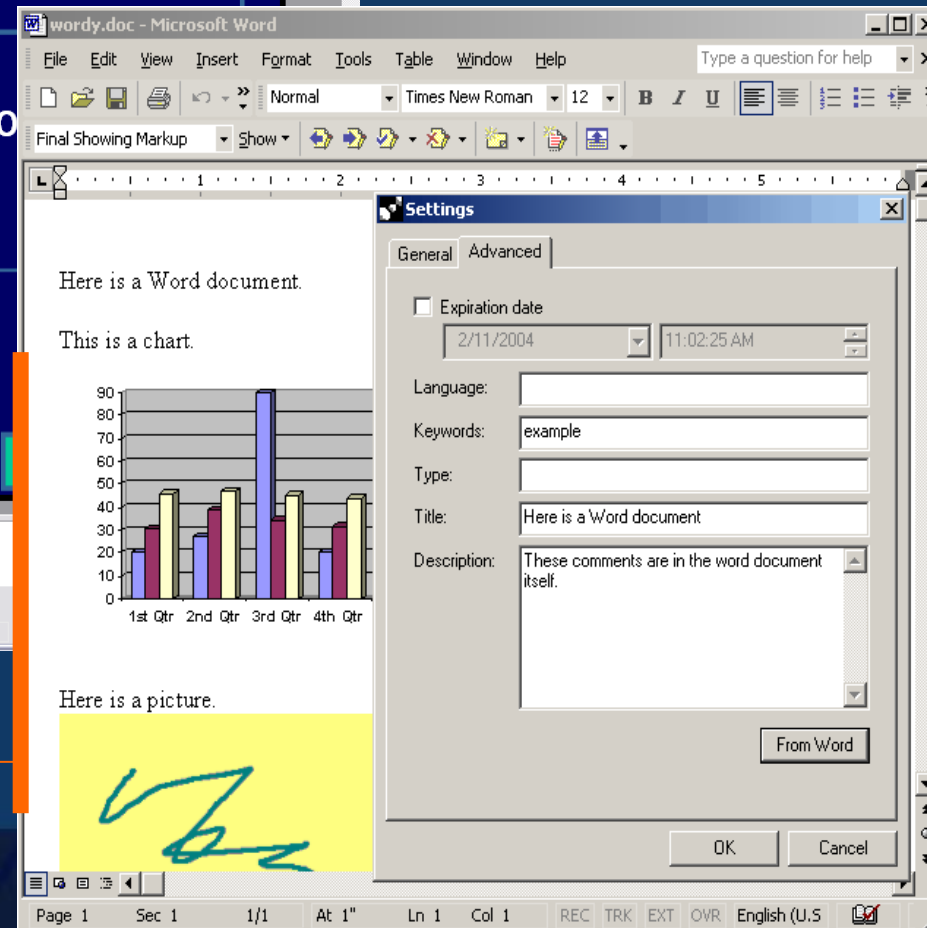 wordy.doc - Microsoft Word
File Edit View Insert Format Tools Table Window Help Type a question for help
Normal Times New Roman 12 B I U
Final Showing Markup Show
1 2 3 4 5
Settings
General Advanced
Here is a Word document.
This is a chart.
90
80
70
60
50
40
30
20
10
0
1st Qtr 2nd Qtr 3rd Qtr 4th Qtr
Here is a picture.
Expiration date
2/11/2004 11:02:25 AM
Language:
Keywords: example
Type:
Title: Here is a Word document
Description: These comments are in the word document
itself.
From Word
OK Cancel
Page 1 Sec 1 1/1 At 1" Ln 1 Col 1 REC TRK EXT OVR English (U.S